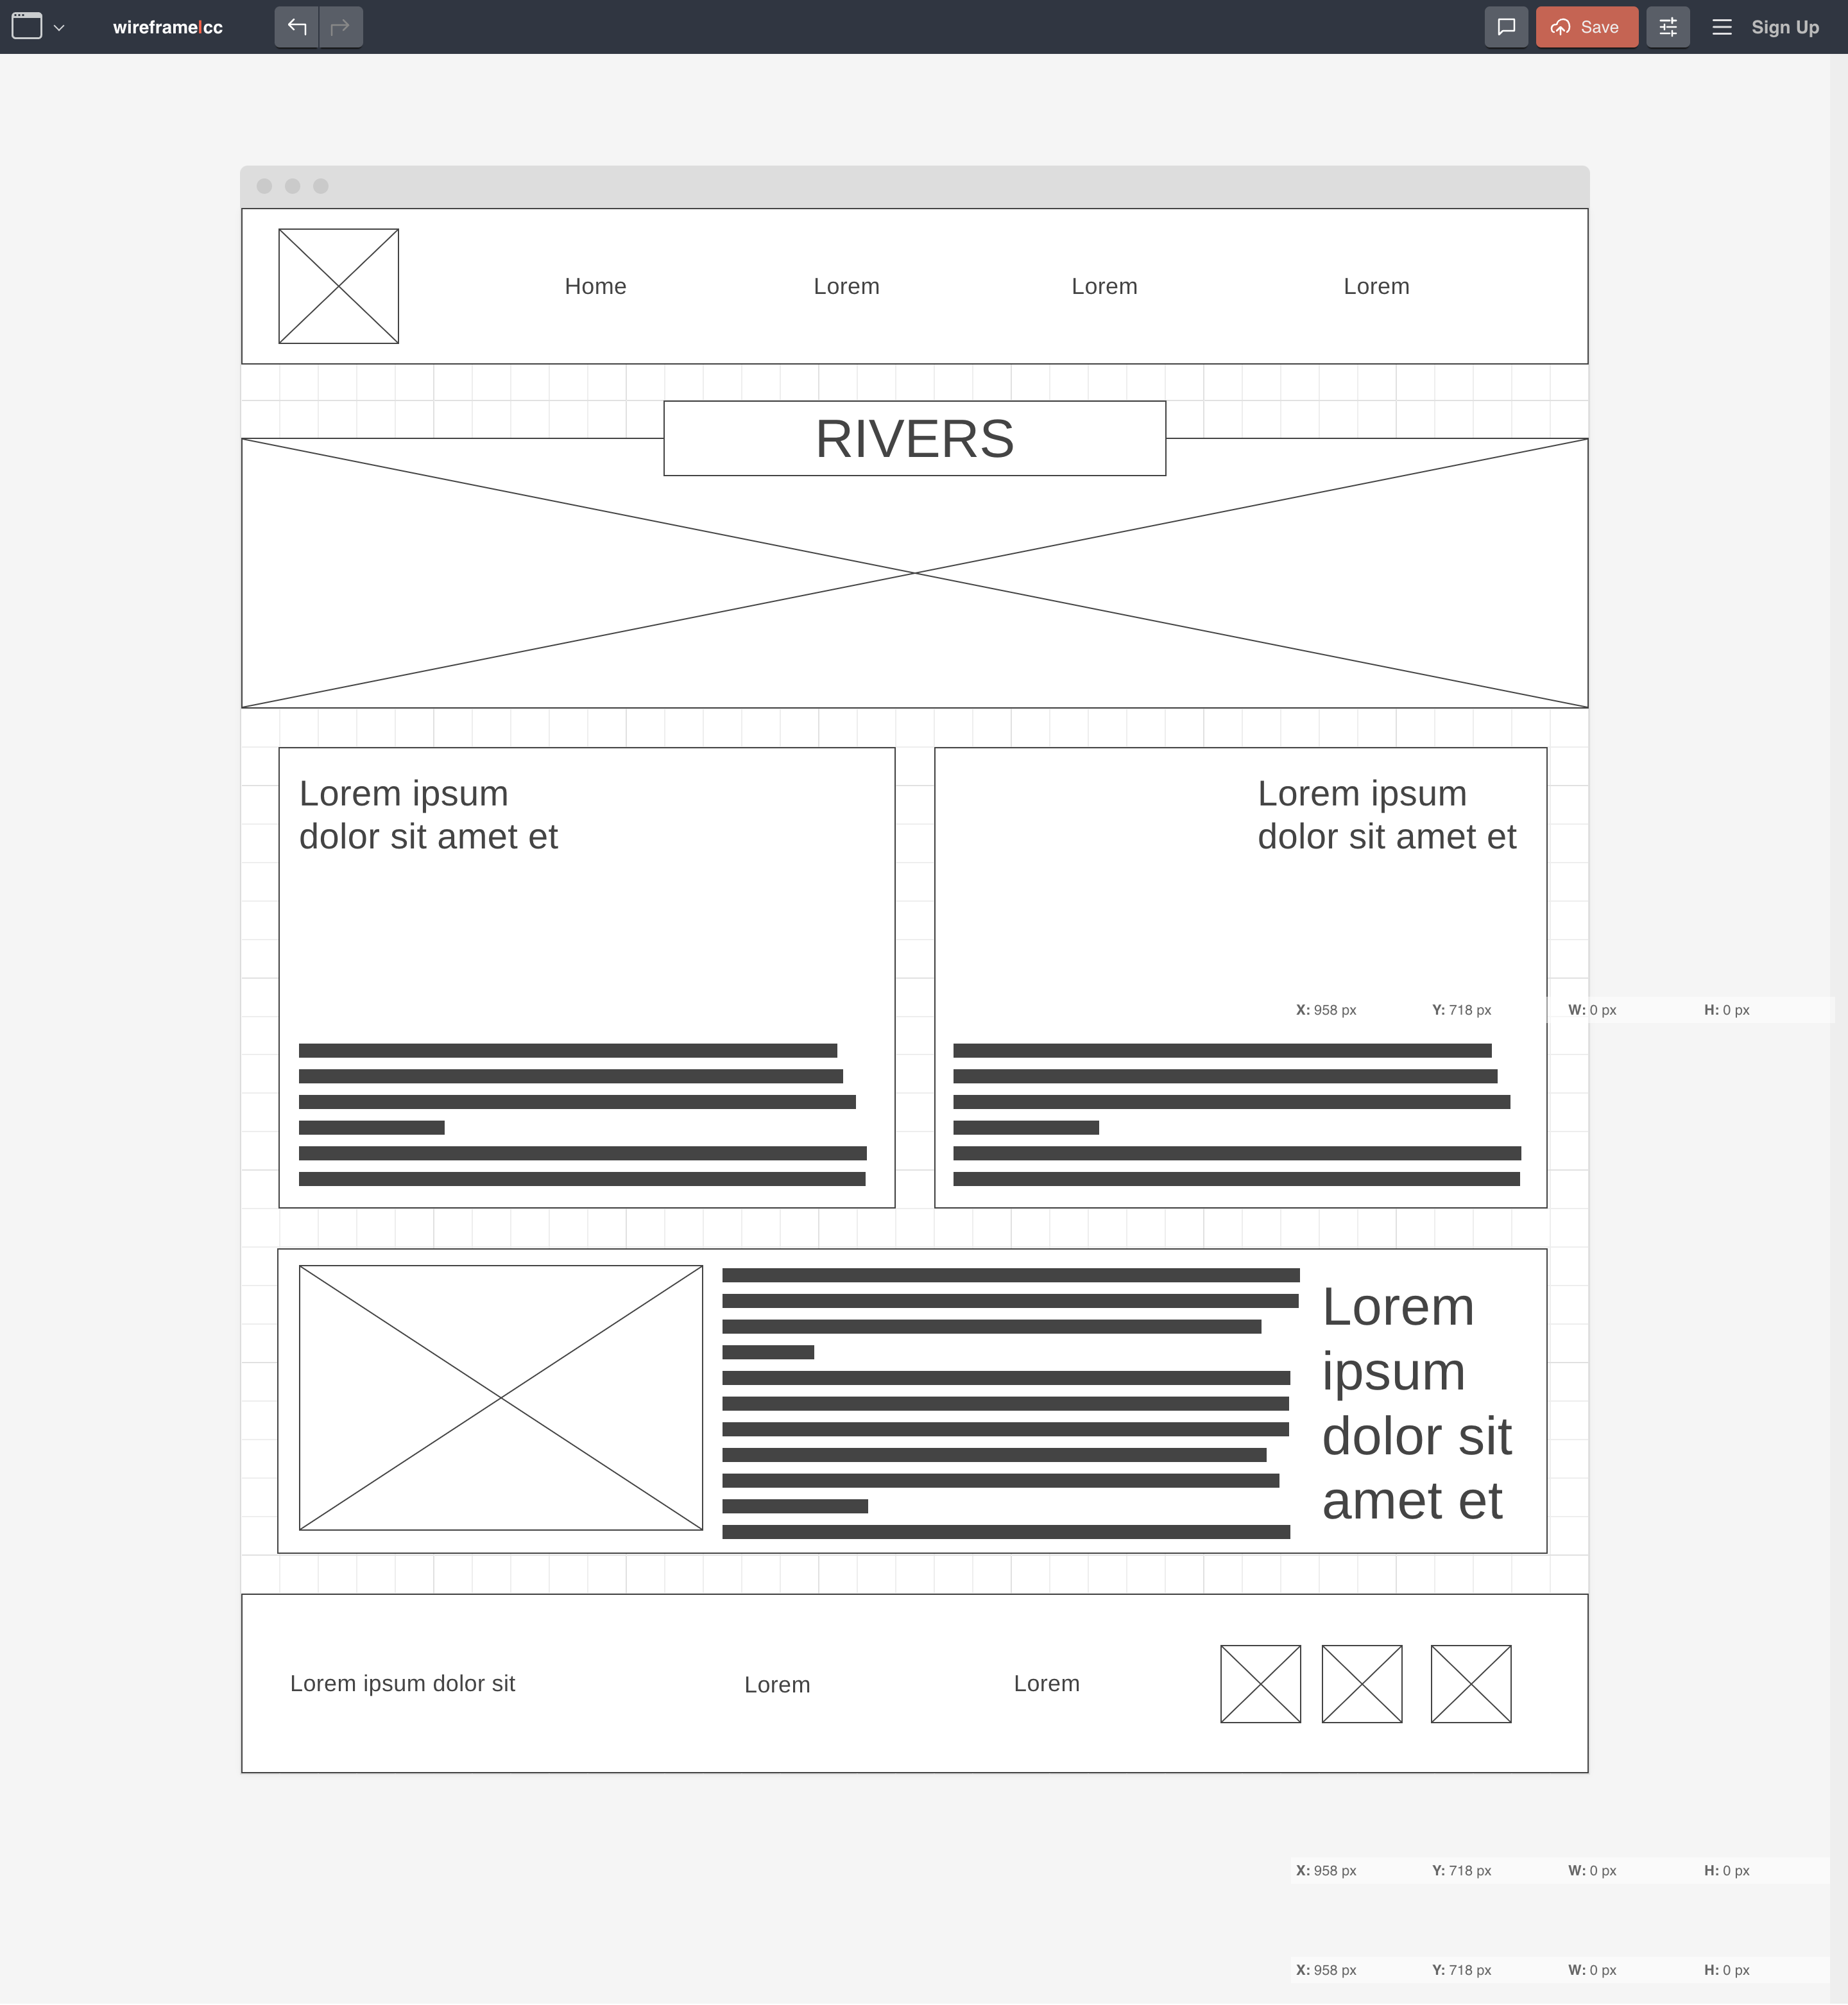 wireframe|cc
Save
Sign Up
Home
Lorem
Lorem
Lorem
RIVERS
Lorem ipsum
dolor sit amet et
Lorem ipsum
dolor sit amet et
X: 958 px Y: 718 px W: 0 px H: 0 px
Lorem
ipsum
dolor sit
amet et
Lorem ipsum dolor sit
Lorem
Lorem
X: 958 px Y: 718 px W: 0 px H: 0 px
X: 958 px Y: 718 px W: 0 px H: 0 px